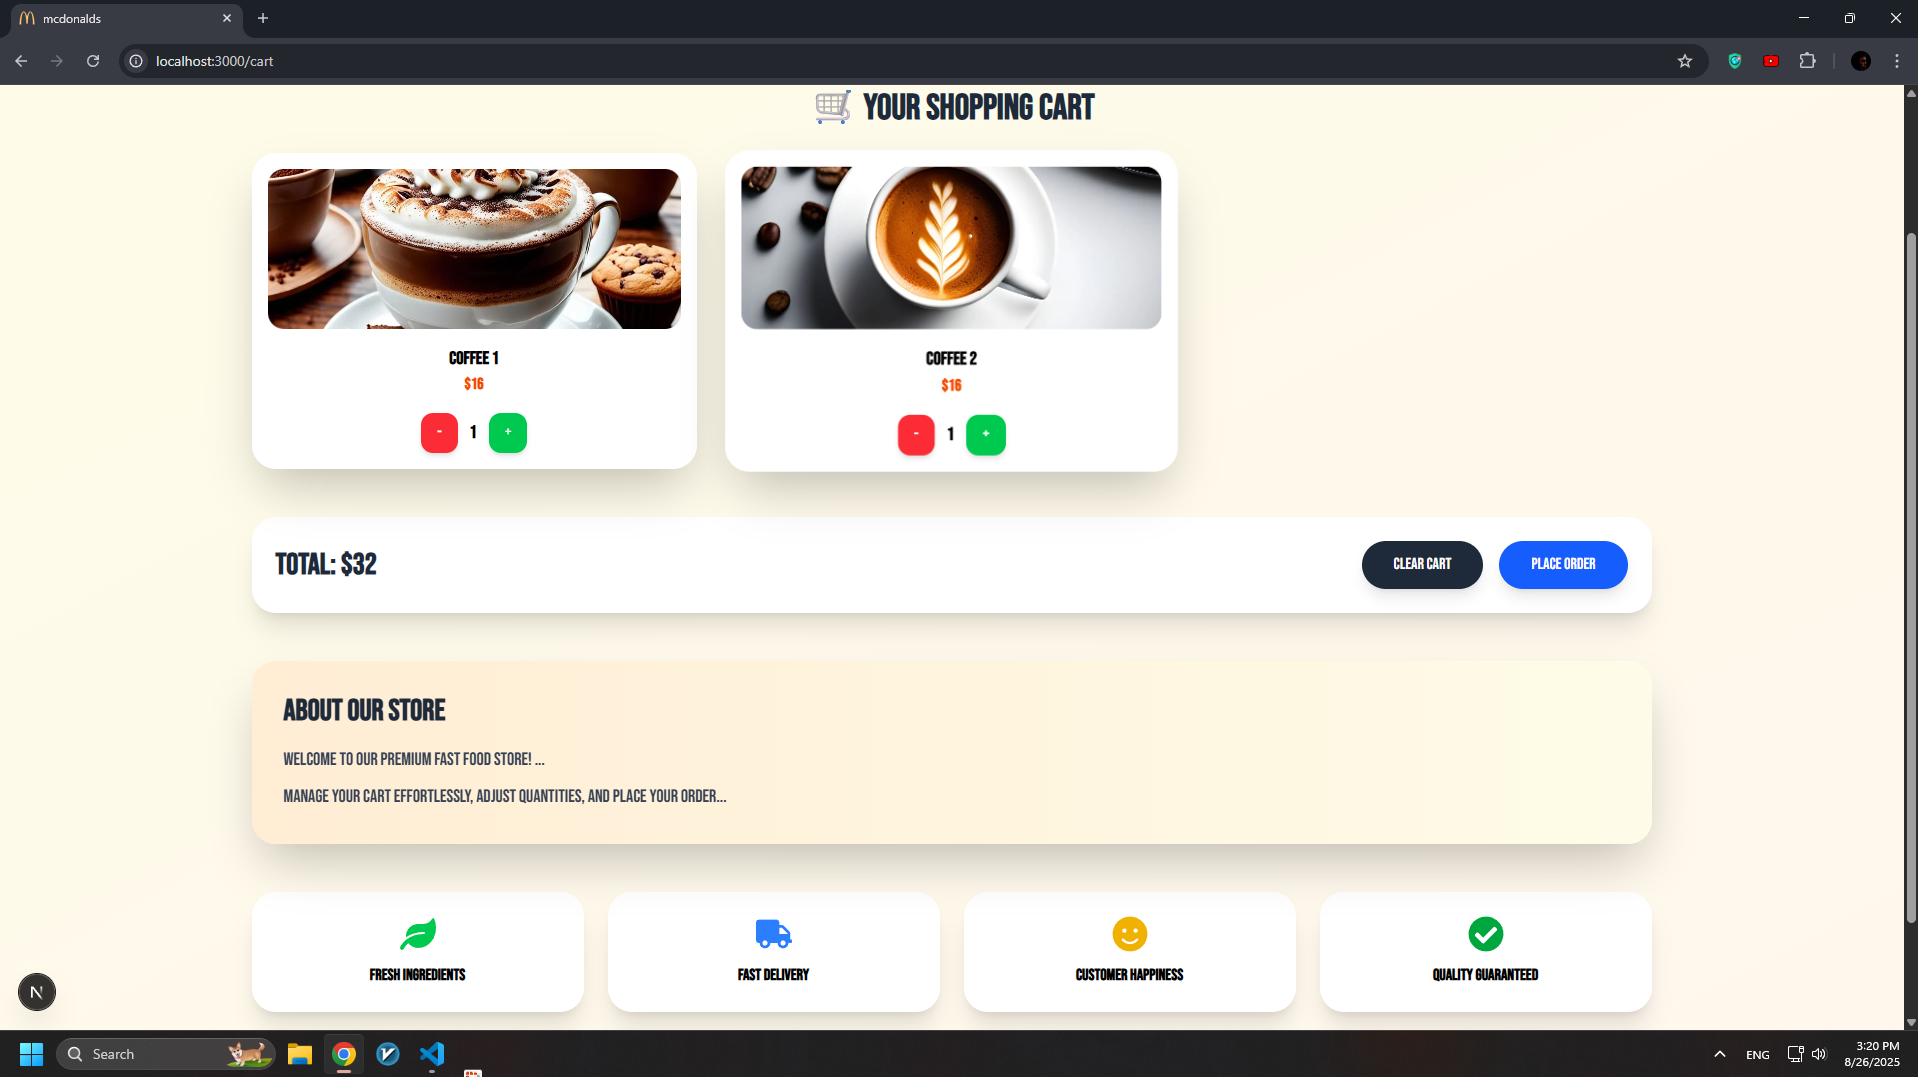 mcdonalds
localhost:3000/cart
YOUR SHOPPING CART
COFFEE 1
$16
- 1 +
COFFEE 2
$16
- 1 +
TOTAL: $32
CLEAR CART
PLACE ORDER
ABOUT OUR STORE
WELCOME TO OUR PREMIUM FAST FOOD STORE! ...
MANAGE YOUR CART EFFORTLESSLY, ADJUST QUANTITIES, AND PLACE YOUR ORDER...
FRESH INGREDIENTS
FAST DELIVERY
CUSTOMER HAPPINESS
QUALITY GUARANTEED
N
Search
ENG
3:20 PM
8/26/2025